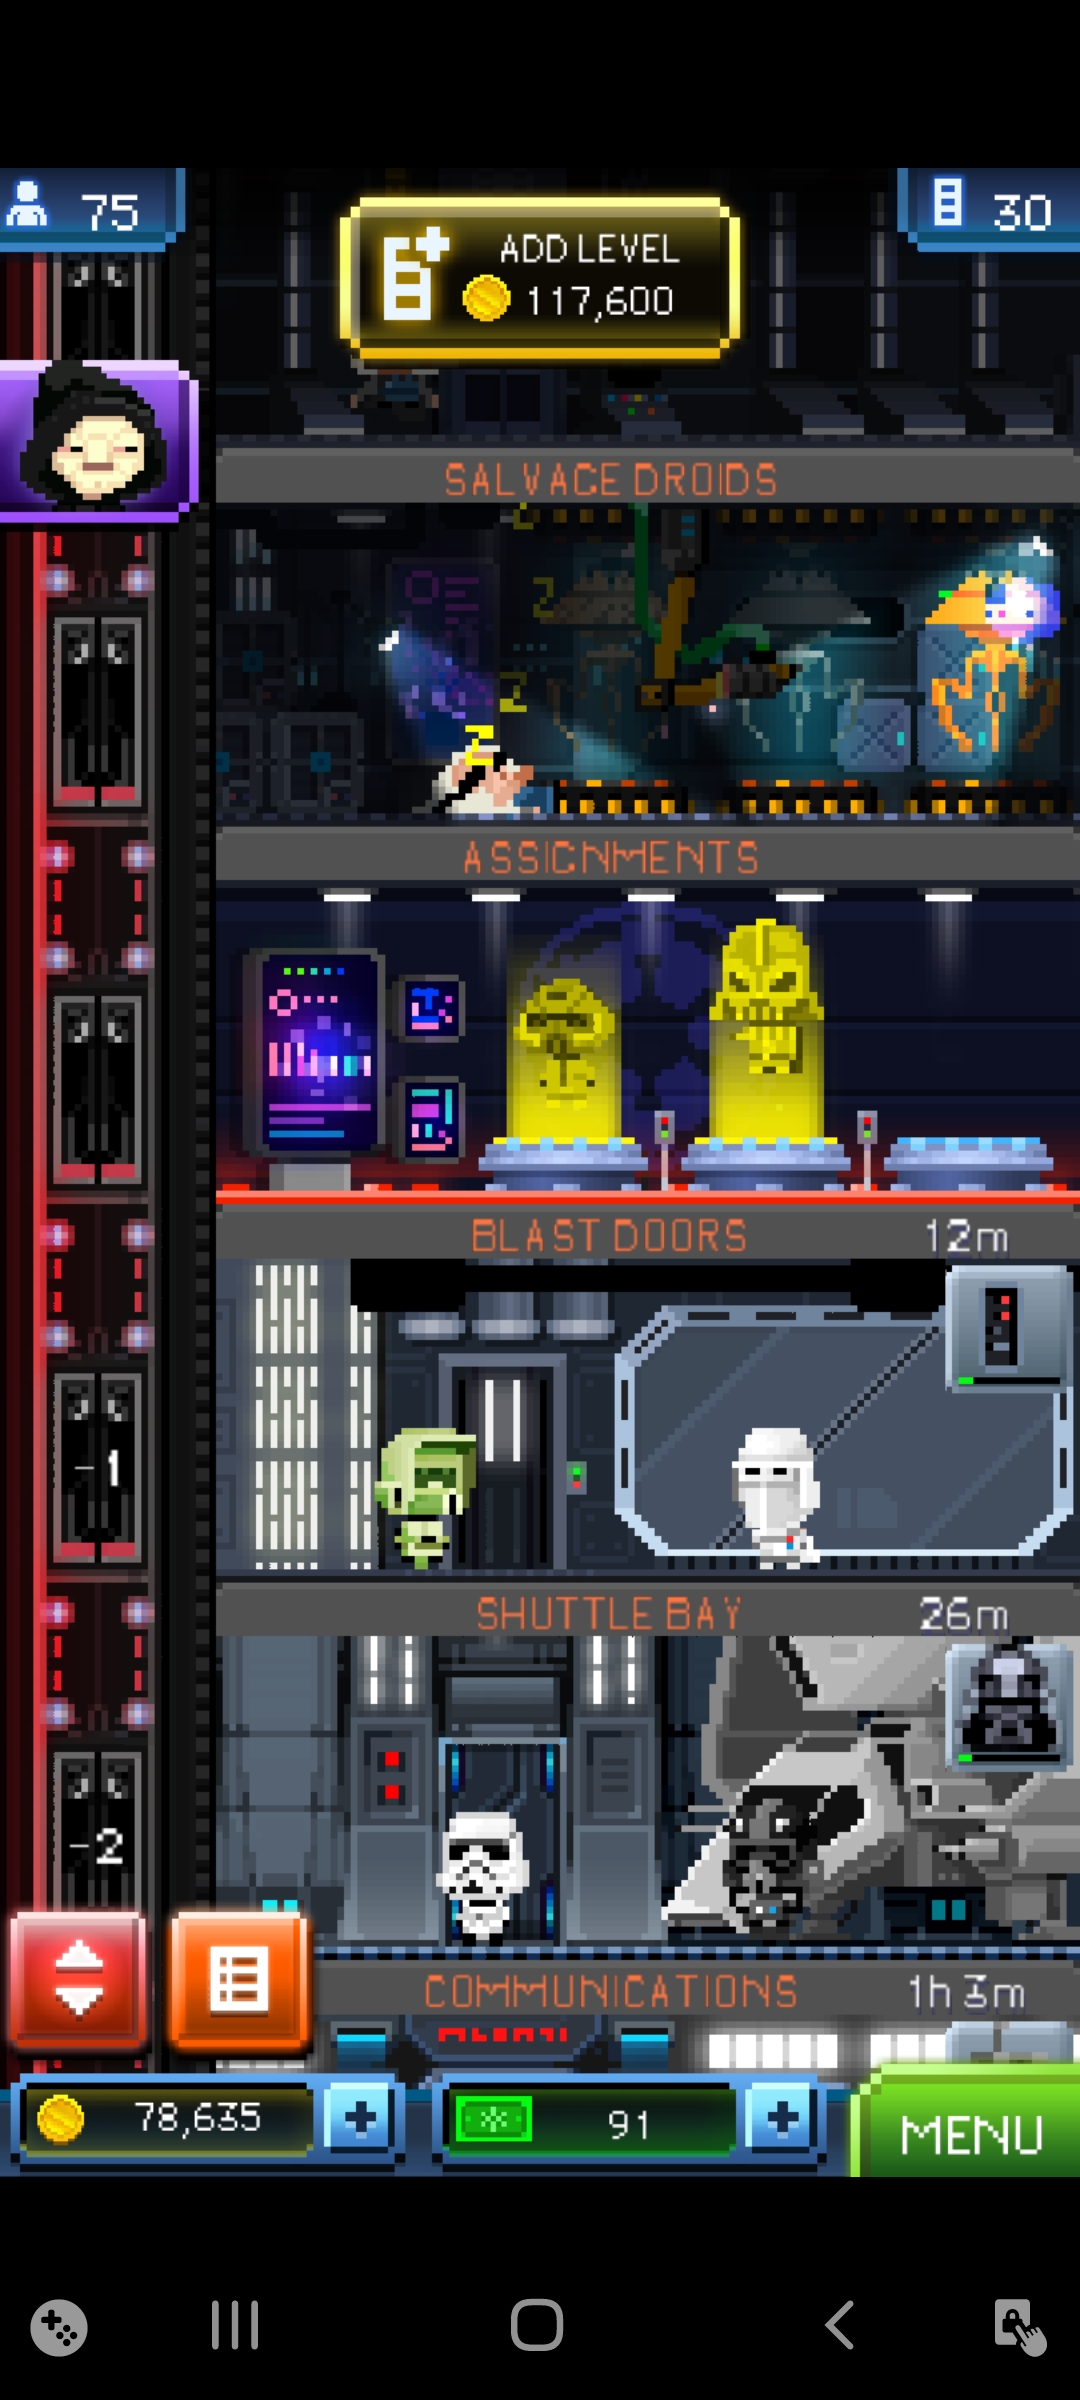 75
ADD LEVEL
117,600
30
SALVAGE DROIDS
Z
Z
Z
Z
ASSIGNMENTS
BLAST DOORS 12m
-1
SHUTTLE BAY 26m
-2
COMMUNICATIONS 1h 3m
78,635
91
MENU